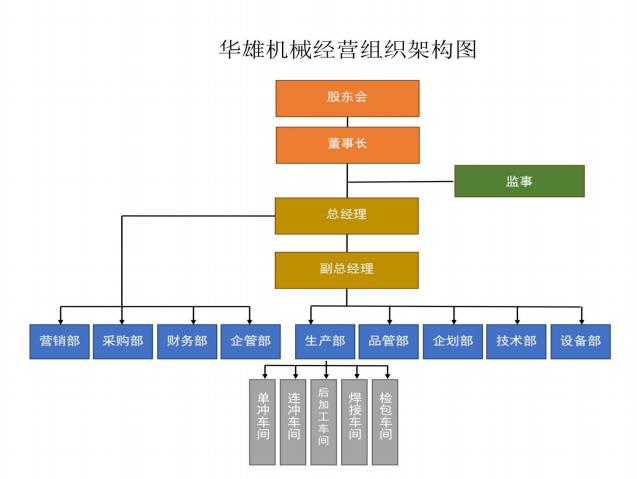 华雄机械经营组织架构图
股东会
董事长
监事
总经理
副总经理
营销部
采购部
财务部
企管部
生产部
品管部
企划部
技术部
设备部
单冲车间
连冲车间
后加工车间
焊接车间
检包车间